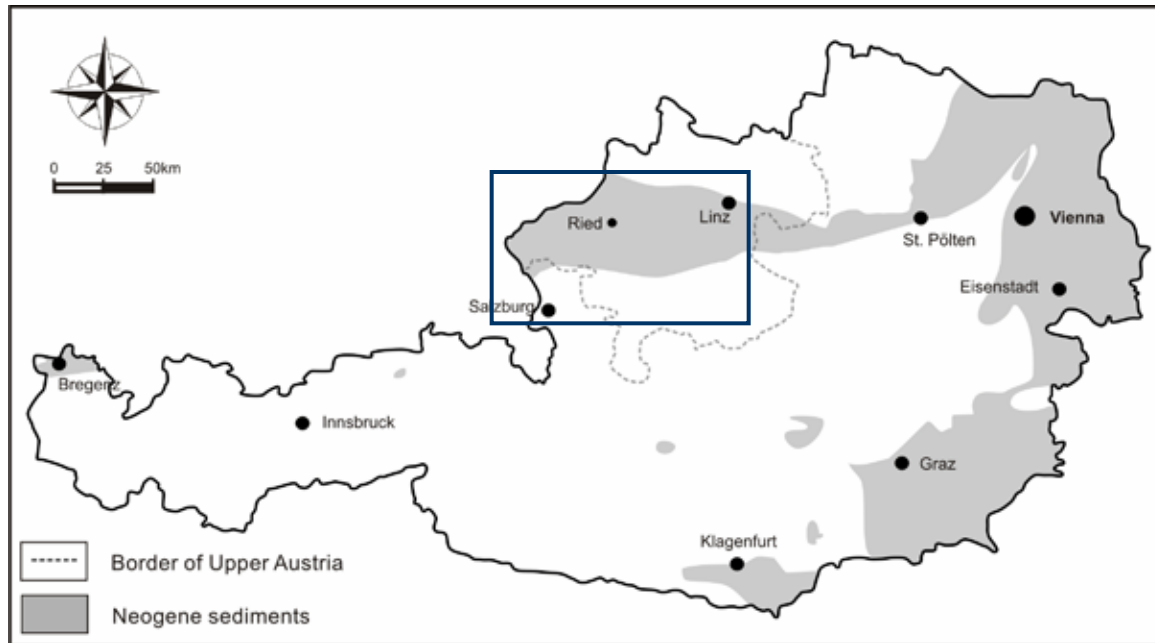 0 25 50km
Ried
Linz
St. Pölten
Vienna
Eisenstadt
Salzburg
Bregenz
Innsbruck
Graz
Klagenfurt
Border of Upper Austria
Neogene sediments